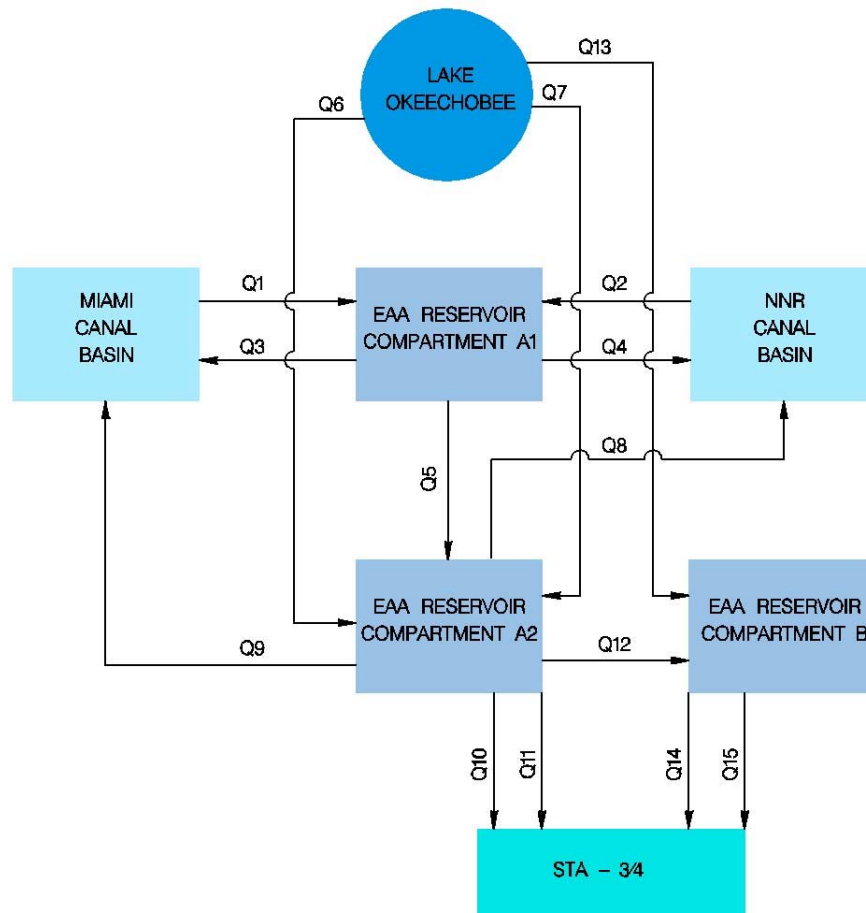 Q13
LAKE
OKEECHOBEE
Q6
Q7
MIAMI
CANAL
BASIN
Q1
EAA RESERVOIR
COMPARTMENT A1
Q2
NNR
CANAL
BASIN
Q3
Q4
Q5
Q8
EAA RESERVOIR
COMPARTMENT A2
EAA RESERVOIR
COMPARTMENT B
Q9
Q12
Q10
Q11
Q14
Q15
STA - 3/4